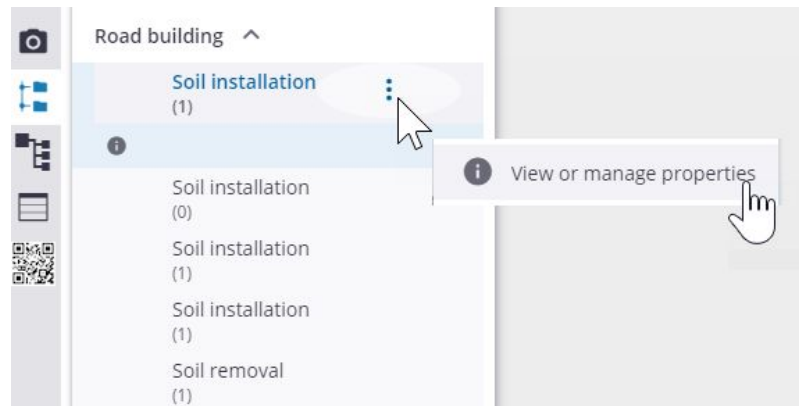 Road building
Soil installation
(1)
View or manage properties
Soil installation
(0)
Soil installation
(1)
Soil installation
(1)
Soil removal
(1)